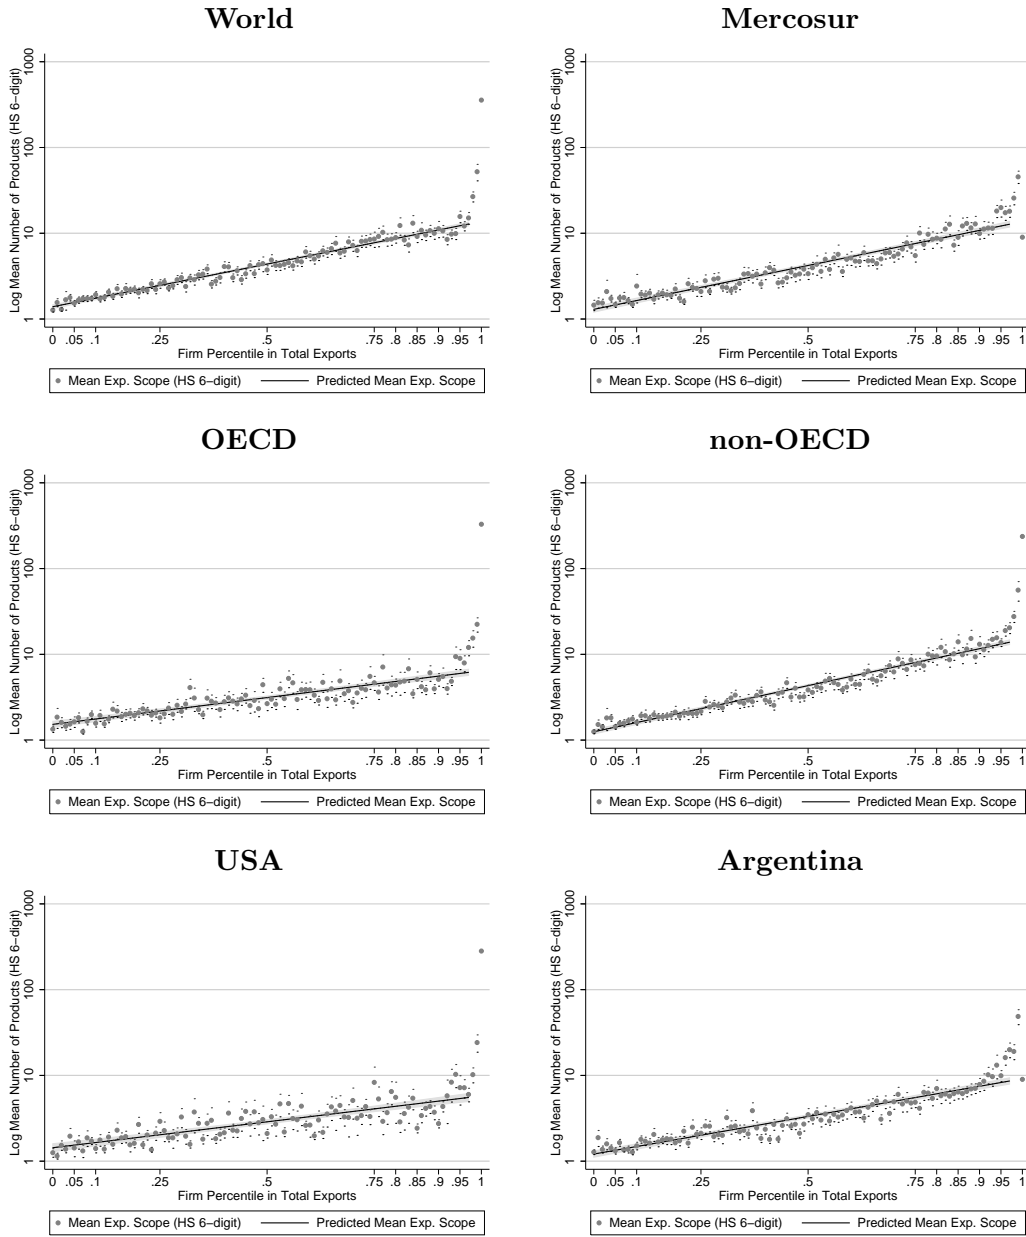 World
Mercosur
Log Mean Number of Products (HS 6−digit)
1000
100
10
1
0 .05 .1 .25 .5 .75 .8 .85 .9 .95 1
Firm Percentile in Total Exports
Mean Exp. Scope (HS 6−digit) Predicted Mean Exp. Scope
Log Mean Number of Products (HS 6−digit)
1000
100
10
1
0 .05 .1 .25 .5 .75 .8 .85 .9 .95 1
Firm Percentile in Total Exports
Mean Exp. Scope (HS 6−digit) Predicted Mean Exp. Scope
OECD
non-OECD
Log Mean Number of Products (HS 6−digit)
1000
100
10
1
0 .05 .1 .25 .5 .75 .8 .85 .9 .95 1
Firm Percentile in Total Exports
Mean Exp. Scope (HS 6−digit) Predicted Mean Exp. Scope
Log Mean Number of Products (HS 6−digit)
1000
100
10
1
0 .05 .1 .25 .5 .75 .8 .85 .9 .95 1
Firm Percentile in Total Exports
Mean Exp. Scope (HS 6−digit) Predicted Mean Exp. Scope
USA
Argentina
Log Mean Number of Products (HS 6−digit)
1000
100
10
1
0 .05 .1 .25 .5 .75 .8 .85 .9 .95 1
Firm Percentile in Total Exports
Mean Exp. Scope (HS 6−digit) Predicted Mean Exp. Scope
Log Mean Number of Products (HS 6−digit)
1000
100
10
1
0 .05 .1 .25 .5 .75 .8 .85 .9 .95 1
Firm Percentile in Total Exports
Mean Exp. Scope (HS 6−digit) Predicted Mean Exp. Scope